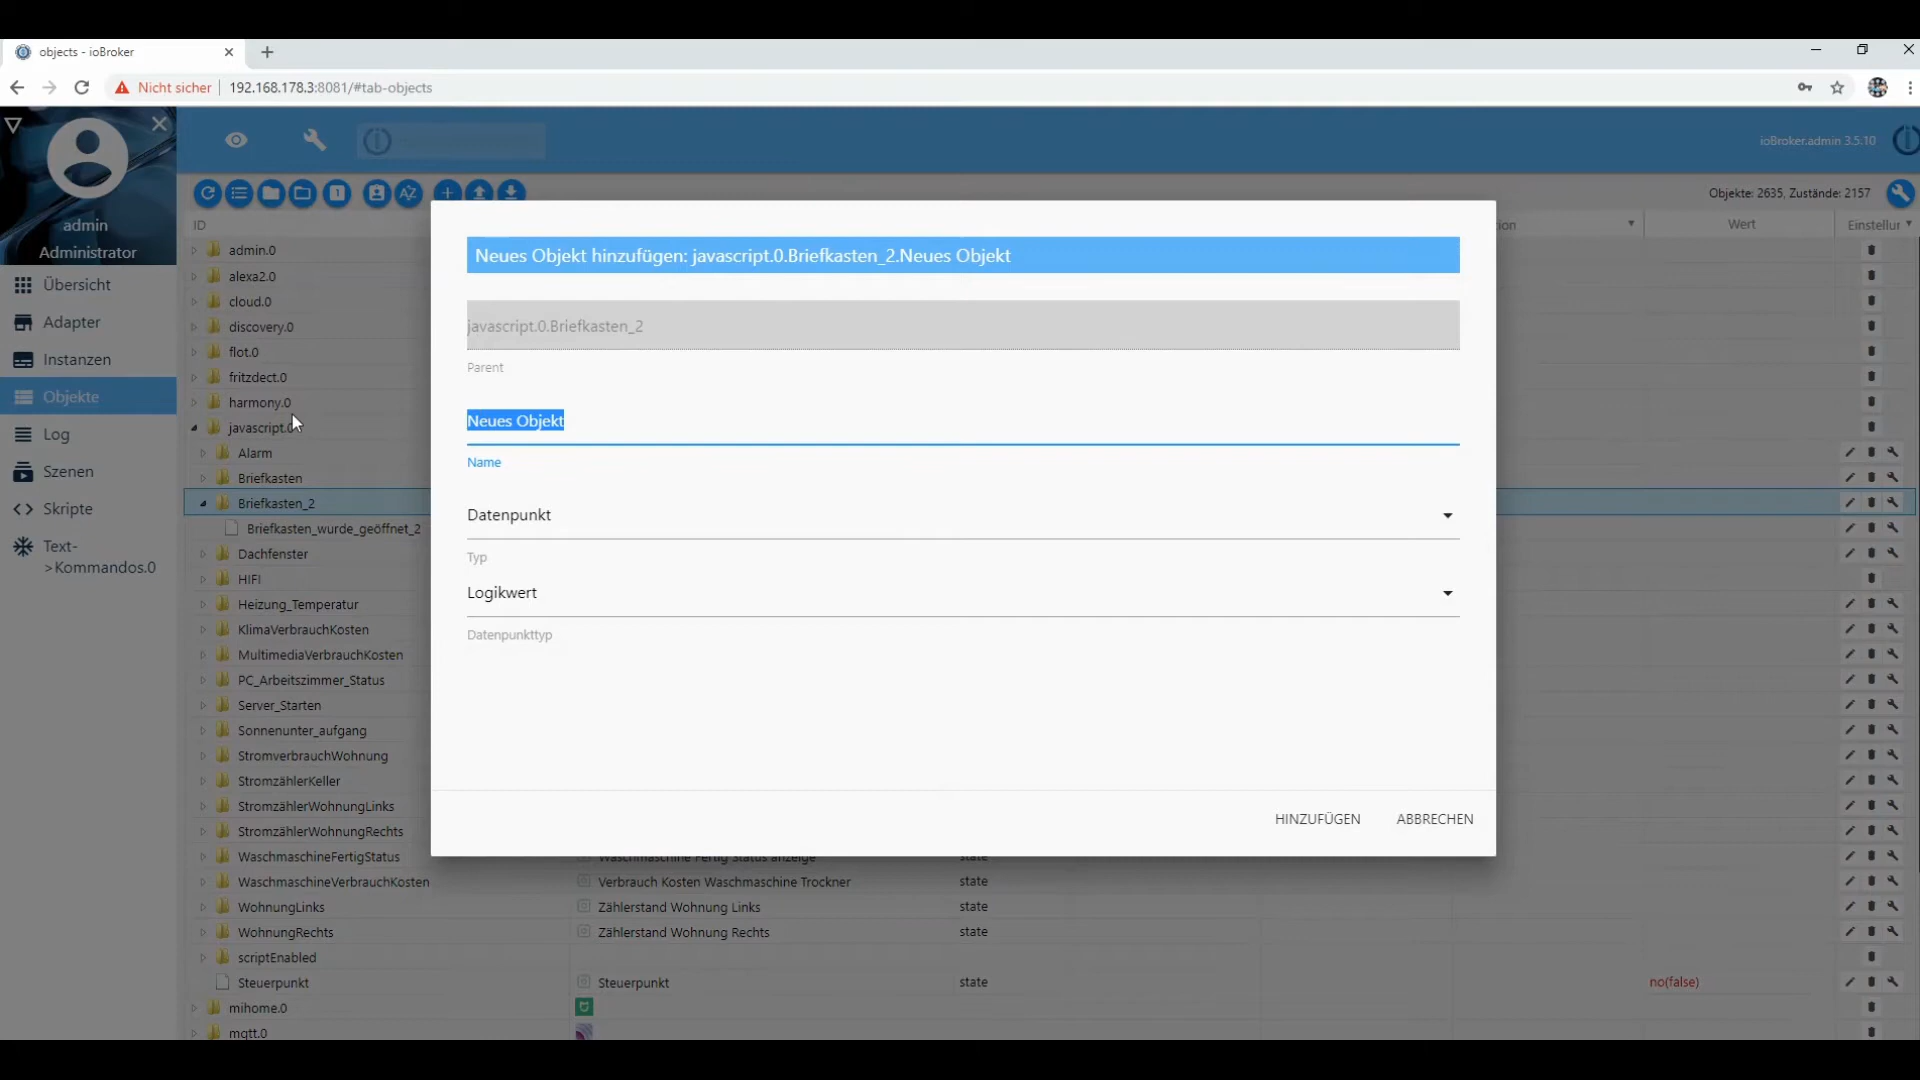 objects - ioBroker
Nicht sicher
192.168.178.3:8081/#tab-objects
ioBroker.admin 3.5.10
admin
Administrator
Übersicht
Adapter
Instanzen
Objekte
Log
Szenen
Skripte
Text-
>Kommandos.0
Objekte: 2635, Zustände: 2157
ID
Wert
Einstellur
admin.0
alexa2.0
cloud.0
discovery.0
flot.0
fritzdect.0
harmony.0
javascript.0
Alarm
Briefkasten
Briefkasten_2
Briefkasten_wurde_geöffnet_2
Dachfenster
HIFI
Heizung_Temperatur
KlimaVerbrauchKosten
MultimediaVerbrauchKosten
PC_Arbeitszimmer_Status
Server_Starten
Sonnenunter_aufgang
StromverbrauchWohnung
StromzählerKeller
StromzählerWohnungLinks
StromzählerWohnungRechts
WaschmaschineFertigStatus Waschmaschine Fertig Status anzeige state
WaschmaschineVerbrauchKosten Verbrauch Kosten Waschmaschine Trockner state
WohnungLinks Zählerstand Wohnung Links state
WohnungRechts Zählerstand Wohnung Rechts state
scriptEnabled
Steuerpunkt Steuerpunkt state no(false)
mihome.0
mqtt.0
Neues Objekt hinzufügen: javascript.0.Briefkasten_2.Neues Objekt
javascript.0.Briefkasten_2
Parent
Neues Objekt
Name
Datenpunkt
Typ
Logikwert
Datenpunkttyp
HINZUFÜGEN ABBRECHEN